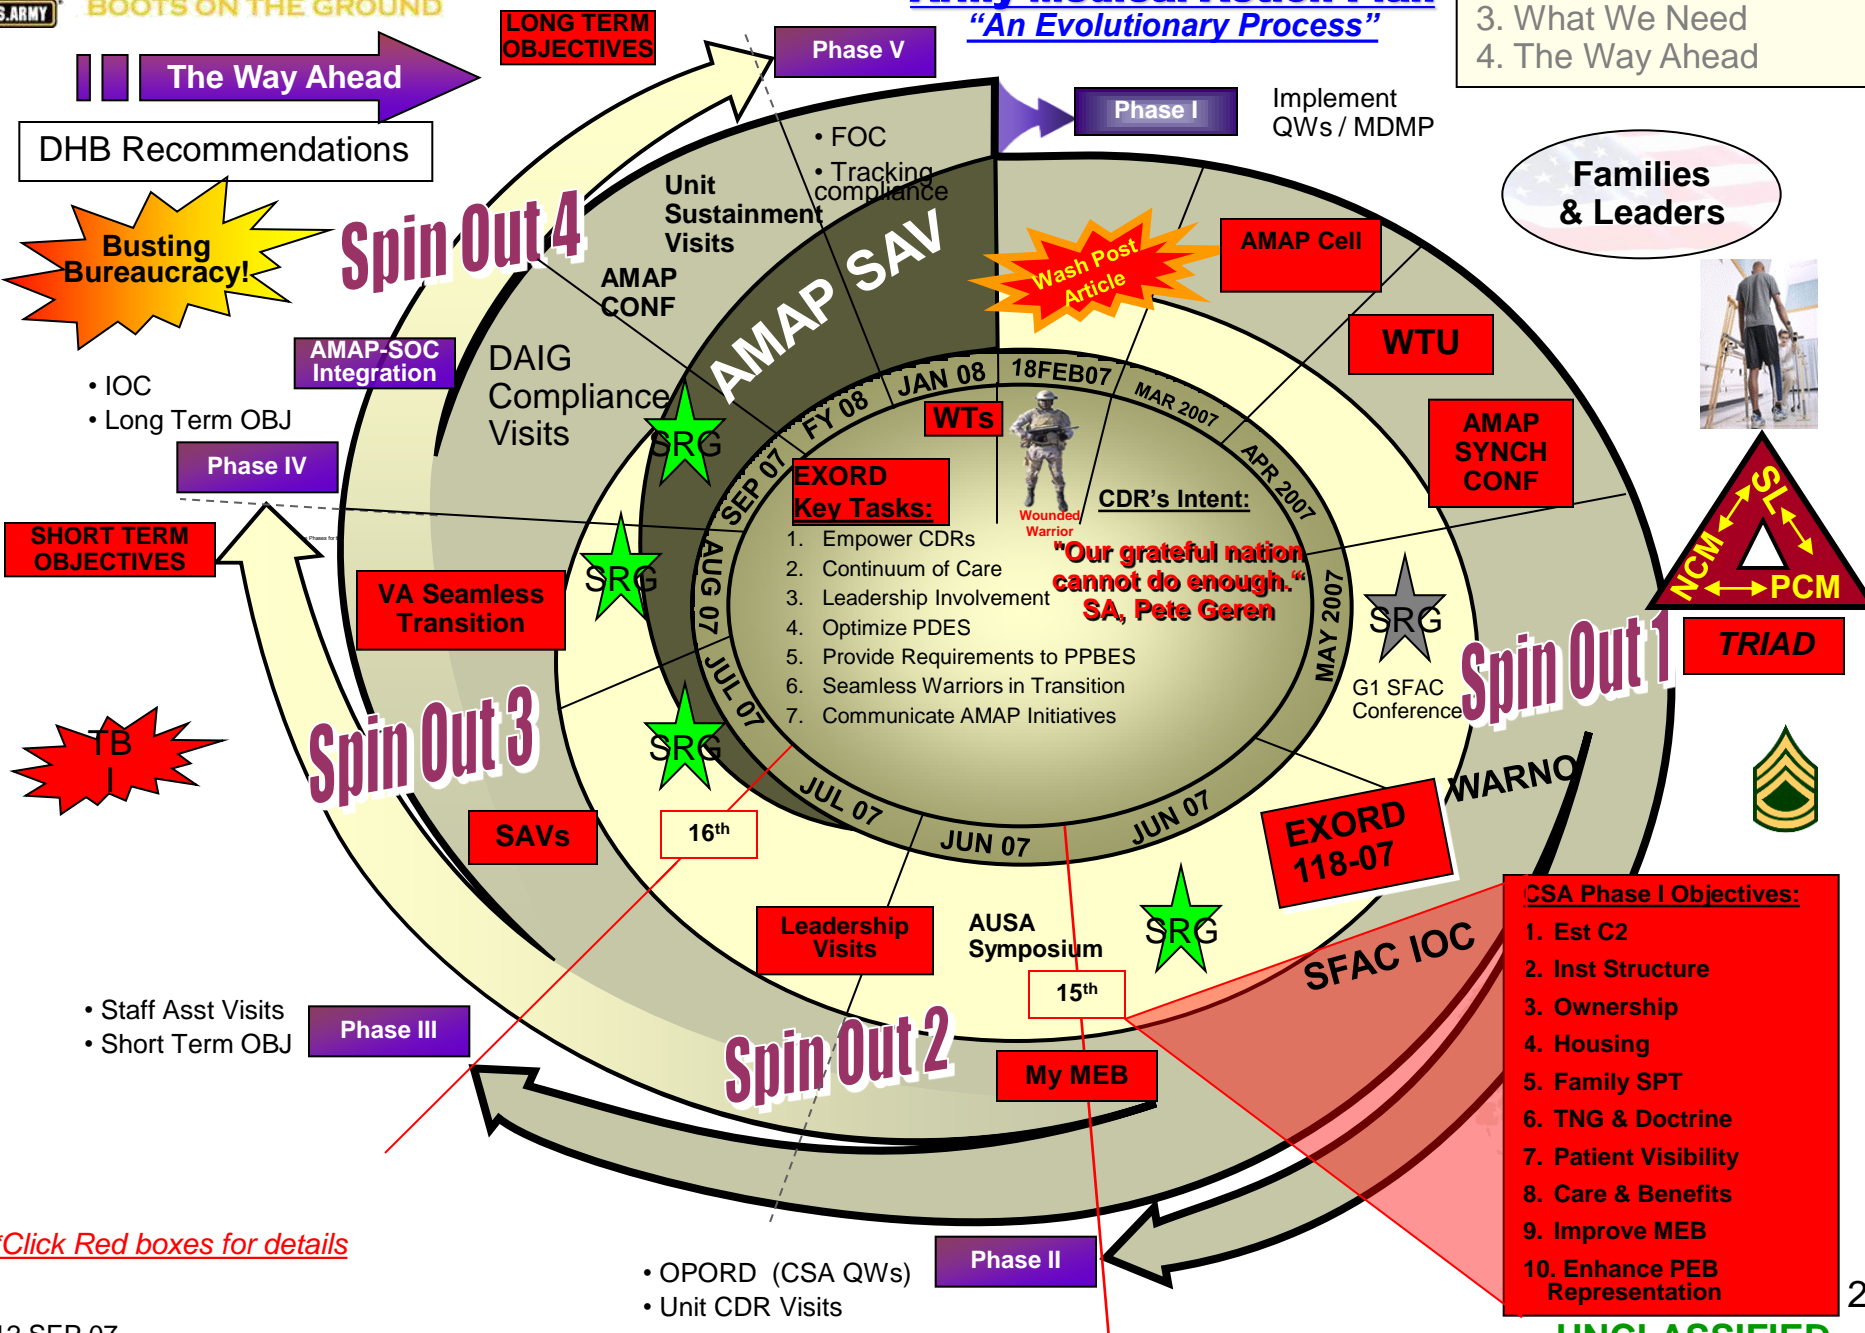 S.ARMY
BOOTS ON THE GROUND
Army Medical Action Plan
“An Evolutionary Process”
3. What We Need
4. The Way Ahead
The Way Ahead
LONG TERM
OBJECTIVES
Phase V
Phase I
Implement
QWs / MDMP
DHB Recommendations
• FOC
• Tracking
compliance
Families
& Leaders
Unit
Sustainment
Visits
Spin Out 4
Busting
Bureaucracy!
AMAP
CONF
AMAP SAV
Wash Post
Article
AMAP Cell
WTU
AMAP-SOC
Integration
• IOC
• Long Term OBJ
DAIG
Compliance
Visits
SRG
FY 08
JAN 08
18FEB07
MAR 2007
APR 2007
MAY 2007
JUN 07
JUN 07
JUL 07
JUL 07
AUG 07
SEP 07
WTs
AMAP
SYNCH
CONF
Phase IV
EXORD
Key Tasks:
1. Empower CDRs
2. Continuum of Care
3. Leadership Involvement
4. Optimize PDES
5. Provide Requirements to PPBES
6. Seamless Warriors in Transition
7. Communicate AMAP Initiatives
Wounded
Warrior
CDR’s Intent:
"Our grateful nation
cannot do enough.“
SA, Pete Geren
SL
NCM
PCM
TRIAD
SHORT TERM
OBJECTIVES
VA Seamless
Transition
SRG
SRG
G1 SFAC
Conference
Spin Out 1
Spin Out 3
SRG
TB
I
SAVs
16th
WARNO
EXORD
118-07
Leadership
Visits
AUSA
Symposium
SRG
15th
SFAC IOC
CSA Phase I Objectives:
1. Est C2
2. Inst Structure
3. Ownership
4. Housing
5. Family SPT
6. TNG & Doctrine
7. Patient Visibility
8. Care & Benefits
9. Improve MEB
10. Enhance PEB
Representation
• Staff Asst Visits
• Short Term OBJ
Phase III
Spin Out 2
My MEB
*Click Red boxes for details
• OPORD (CSA QWs)
• Unit CDR Visits
Phase II
2
12 SEP 07
UNCLASSIFIED